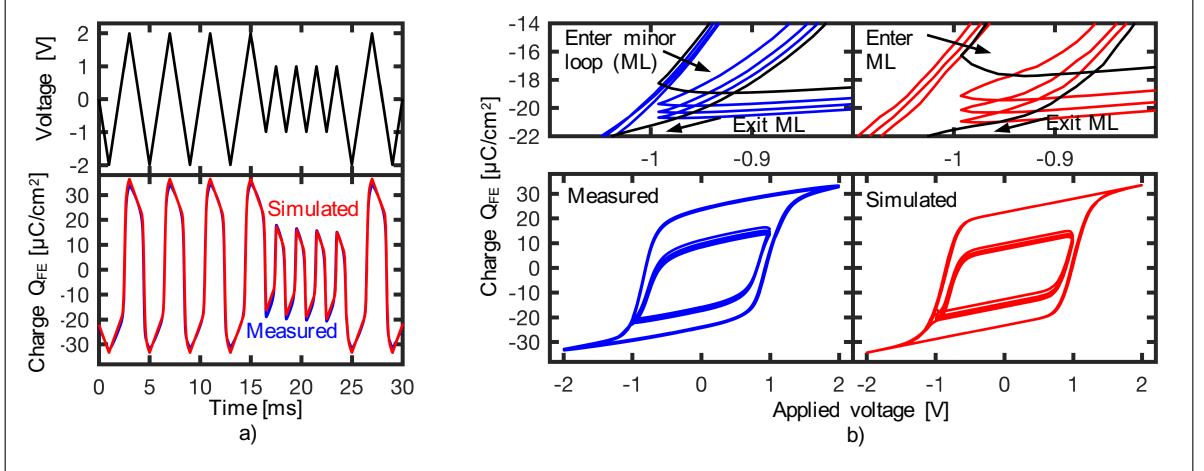 Voltage [V]
2
1
0
-1
-2
Charge Q_FE [µC/cm²]
30
20
10
0
-10
-20
-30
Simulated
Measured
0 5 10 15 20 25 30
Time [ms]
a)
Charge Q_FE [µC/cm²]
-14
-16
-18
-20
-22
Enter minor
loop (ML)
Exit ML
-1 -0.9
Enter
ML
Exit ML
-1 -0.9
30
20
10
0
-10
-20
-30
Measured
Simulated
-2 -1 0 1 2
-2 -1 0 1 2
Applied voltage [V]
b)